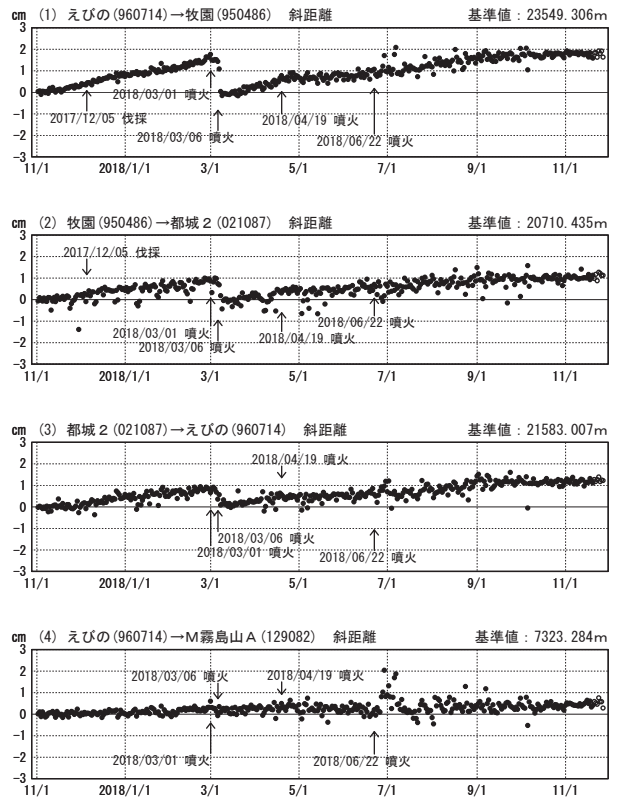 cm (1) えびの(960714)→牧園(950486) 斜距離 基準値：23549.306m
3
2
1
0
-1
-2
-3
2018/03/01 噴火
2017/12/05 伐採
2018/04/19 噴火
2018/03/06 噴火
2018/06/22 噴火
11/1 2018/1/1 3/1 5/1 7/1 9/1 11/1
cm (2) 牧園(950486)→都城2(021087) 斜距離 基準値：20710.435m
3
2
1
0
-1
-2
-3
2017/12/05 伐採
2018/06/22 噴火
2018/03/01 噴火
2018/04/19 噴火
2018/03/06 噴火
11/1 2018/1/1 3/1 5/1 7/1 9/1 11/1
cm (3) 都城2(021087)→えびの(960714) 斜距離 基準値：21583.007m
3
2
1
0
-1
-2
-3
2018/04/19 噴火
2018/03/06 噴火
2018/03/01 噴火
2018/06/22 噴火
11/1 2018/1/1 3/1 5/1 7/1 9/1 11/1
cm (4) えびの(960714)→M霧島山A(129082) 斜距離 基準値：7323.284m
3
2
1
0
-1
-2
-3
2018/03/06 噴火
2018/04/19 噴火
2018/03/01 噴火
2018/06/22 噴火
11/1 2018/1/1 3/1 5/1 7/1 9/1 11/1